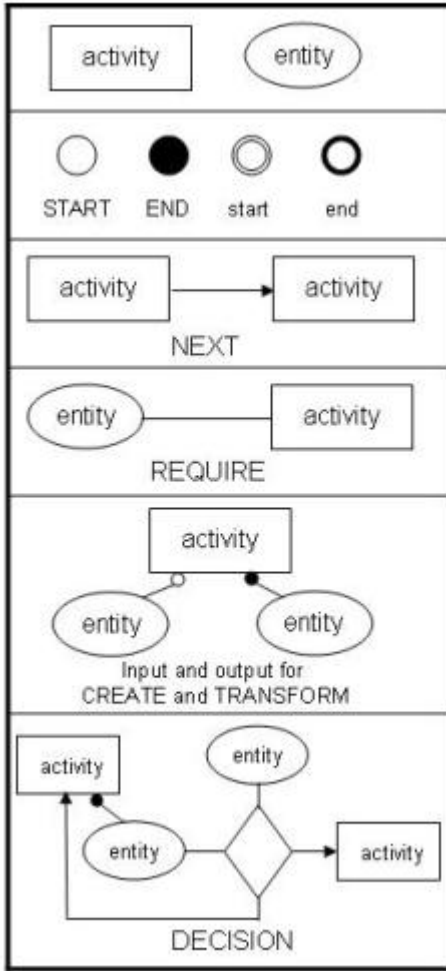 activity entity
START END start end
activity activity
NEXT
entity activity
REQUIRE
activity
entity entity
Input and output for
CREATE and TRANSFORM
entity
activity
entity activity
DECISION